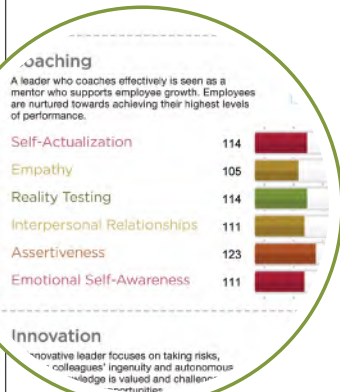 oaching
A leader who coaches effectively is seen as a
mentor who supports employee growth. Employees
are nurtured towards achieving their highest levels
of performance.
Self-Actualization 114
Empathy 105
Reality Testing 114
Interpersonal Relationships 111
Assertiveness 123
Emotional Self-Awareness 111
Innovation
novative leader focuses on taking risks,
colleagues' ingenuity and autonomous
wledge is valued and challen
opportunities